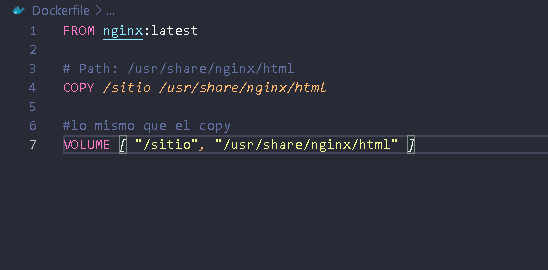 Dockerfile > ...
1 FROM nginx:latest
2
3 # Path: /usr/share/nginx/html
4 COPY /sitio /usr/share/nginx/html
5
6 #lo mismo que el copy
7 VOLUME [ "/sitio", "/usr/share/nginx/html" ]